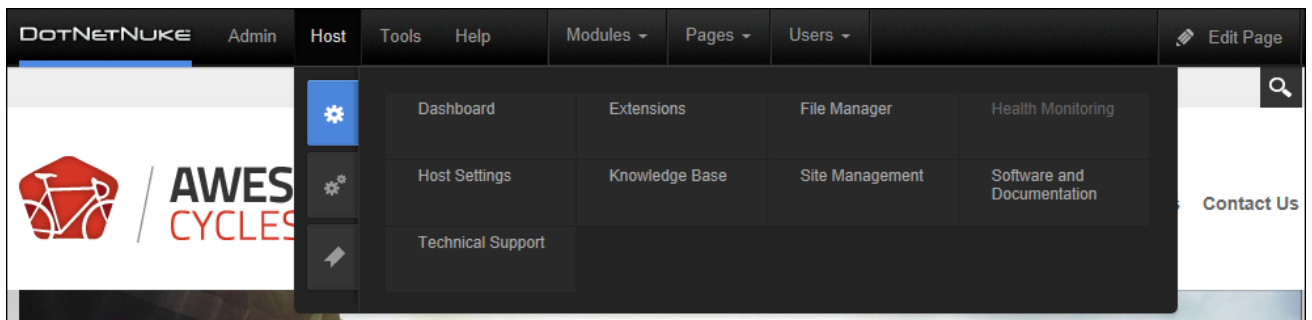 DotNetNuke Admin Host Tools Help Modules Pages Users Edit Page
Dashboard Extensions File Manager Health Monitoring
Host Settings Knowledge Base Site Management Software and
Documentation
AWES
CYCLES
Contact Us
Technical Support